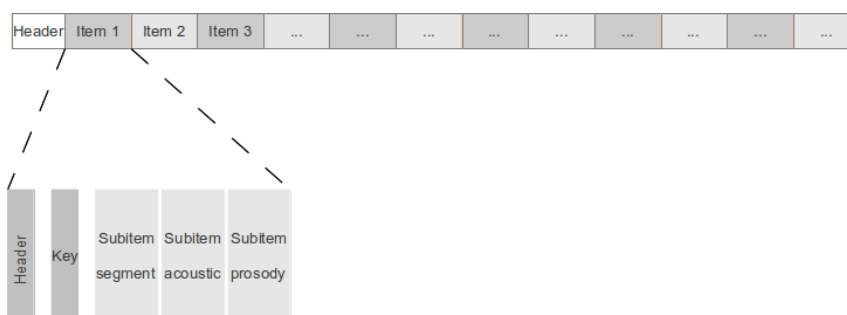 Header Item 1 Item 2 Item 3 ... ... ... ... ... ... ... ... ...
Header
Key
Subitem segment
Subitem acoustic
Subitem prosody